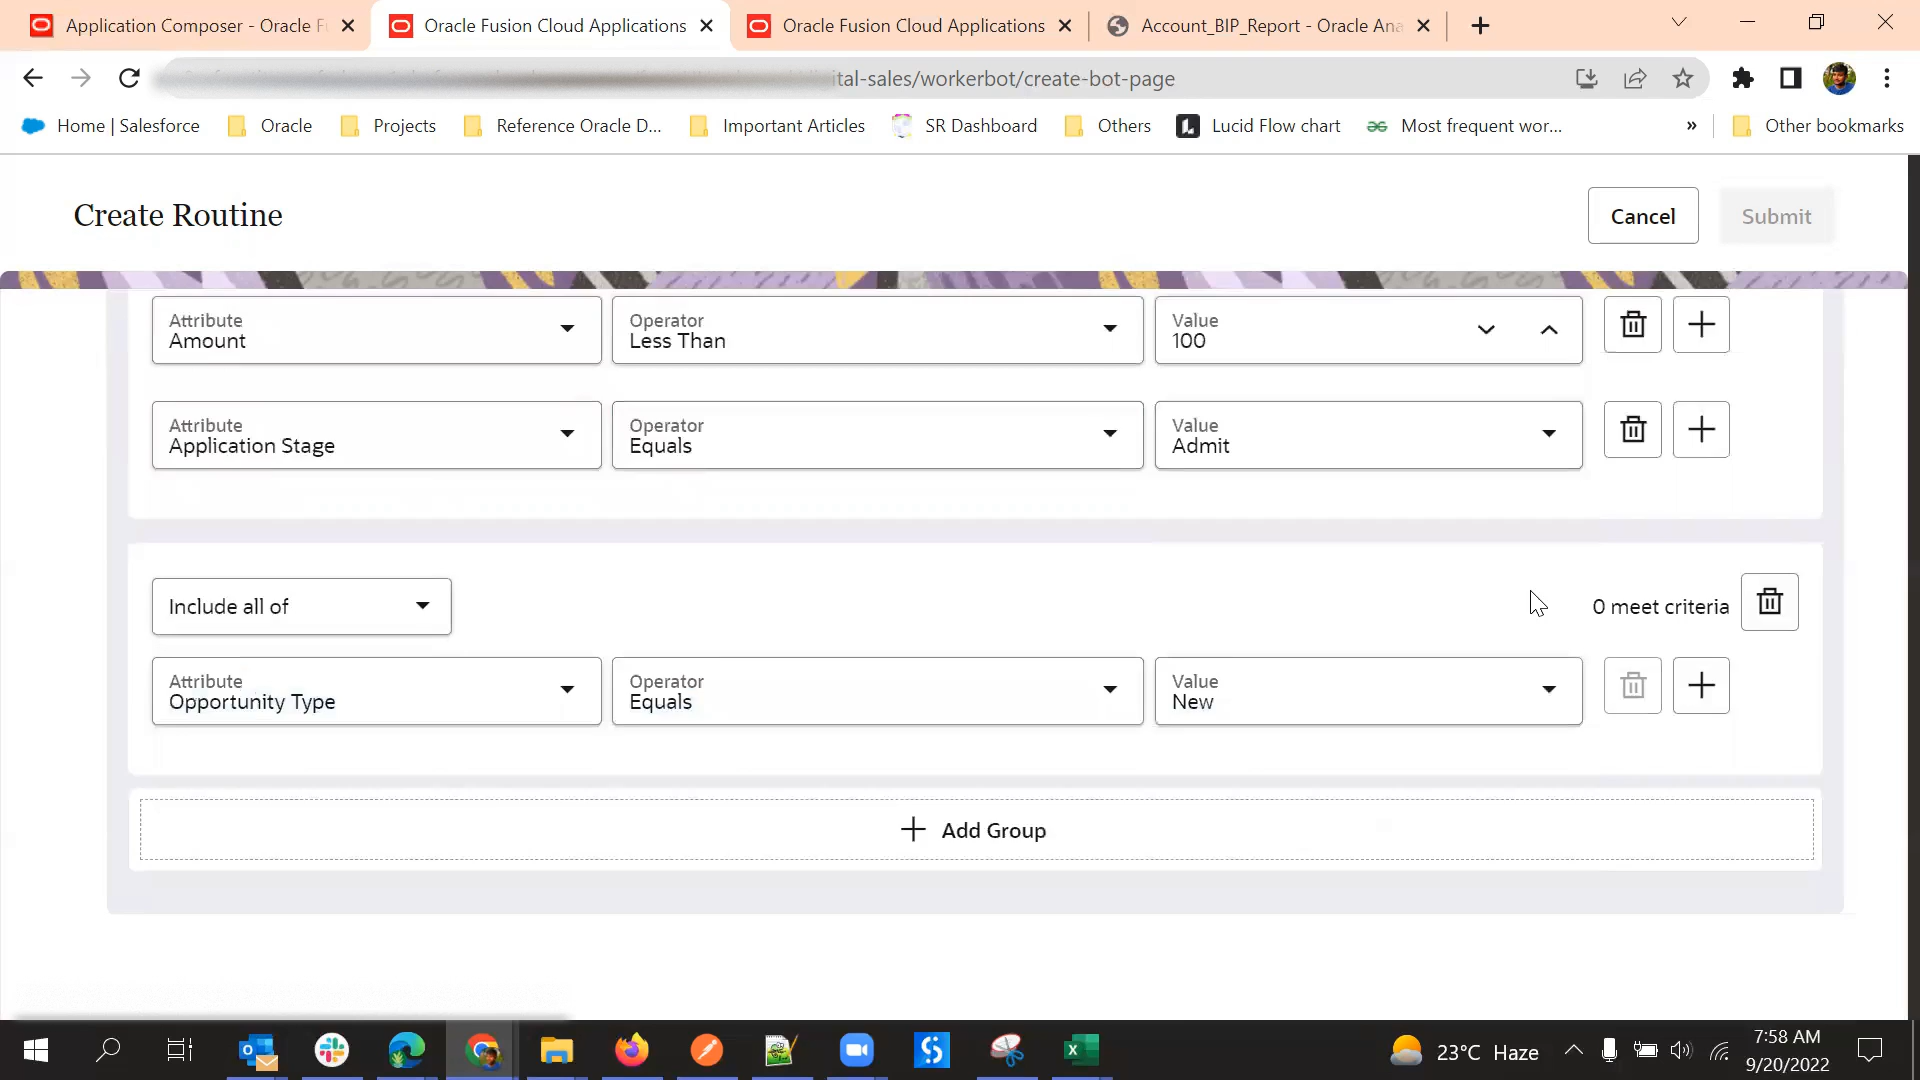 Application Composer - Oracle F
Oracle Fusion Cloud Applications
Oracle Fusion Cloud Applications
Account_BIP_Report - Oracle Ana
ital-sales/workerbot/create-bot-page
Home | Salesforce
Oracle
Projects
Reference Oracle D...
Important Articles
SR Dashboard
Others
Lucid Flow chart
Most frequent wor...
»
Other bookmarks
Create Routine
Cancel
Submit
Attribute
Amount
Operator
Less Than
Value
100
Attribute
Application Stage
Operator
Equals
Value
Admit
Include all of
0 meet criteria
Attribute
Opportunity Type
Operator
Equals
Value
New
Add Group
23°C Haze
7:58 AM
9/20/2022